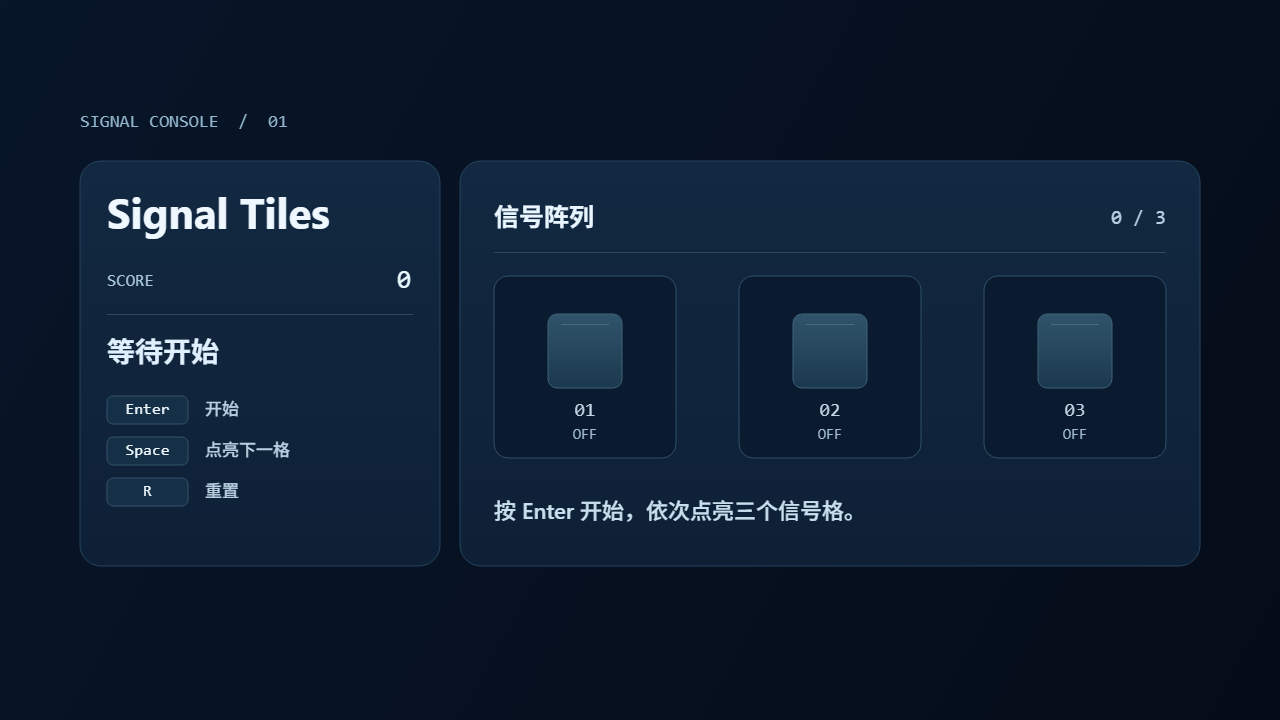 SIGNAL CONSOLE / 01
Signal Tiles
SCORE 0
等待开始
Enter 开始
Space 点亮下一格
R 重置
信号阵列 0 / 3
01 02 03
OFF OFF OFF
按 Enter 开始，依次点亮三个信号格。